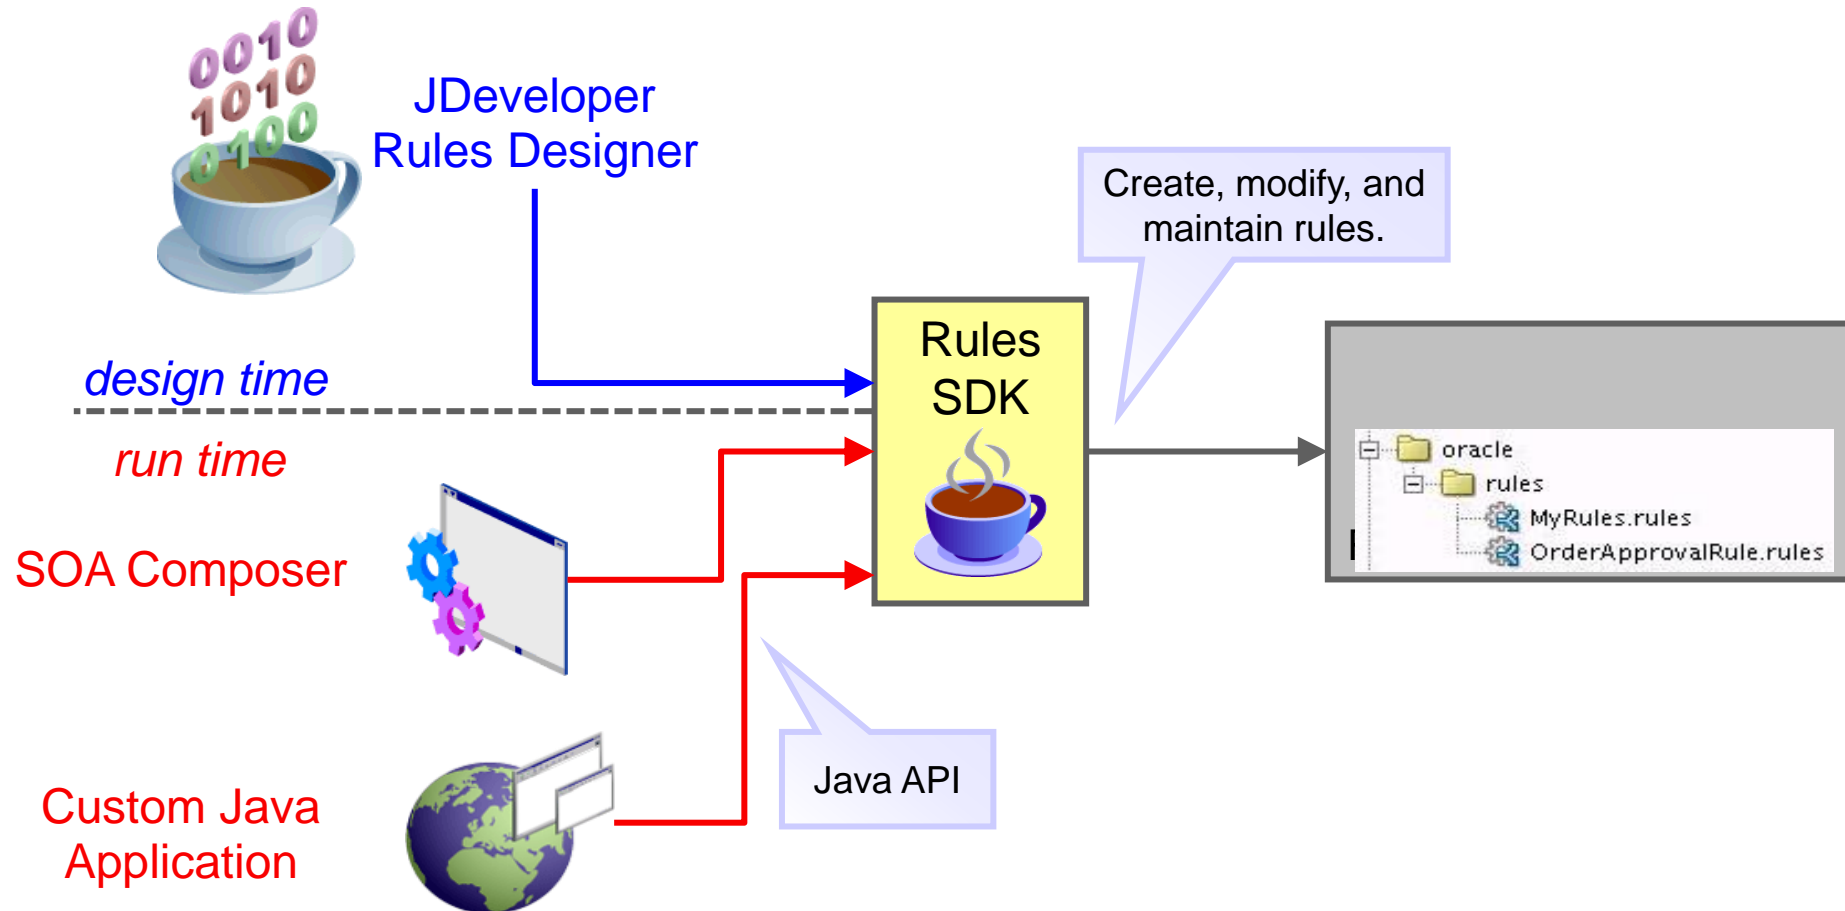 0010
1010
0100
JDeveloper
Rules Designer
Create, modify, and
maintain rules.
Rules
SDK
design time
run time
oracle
rules
MyRules.rules
OrderApprovalRule.rules
SOA Composer
Java API
Custom Java
Application